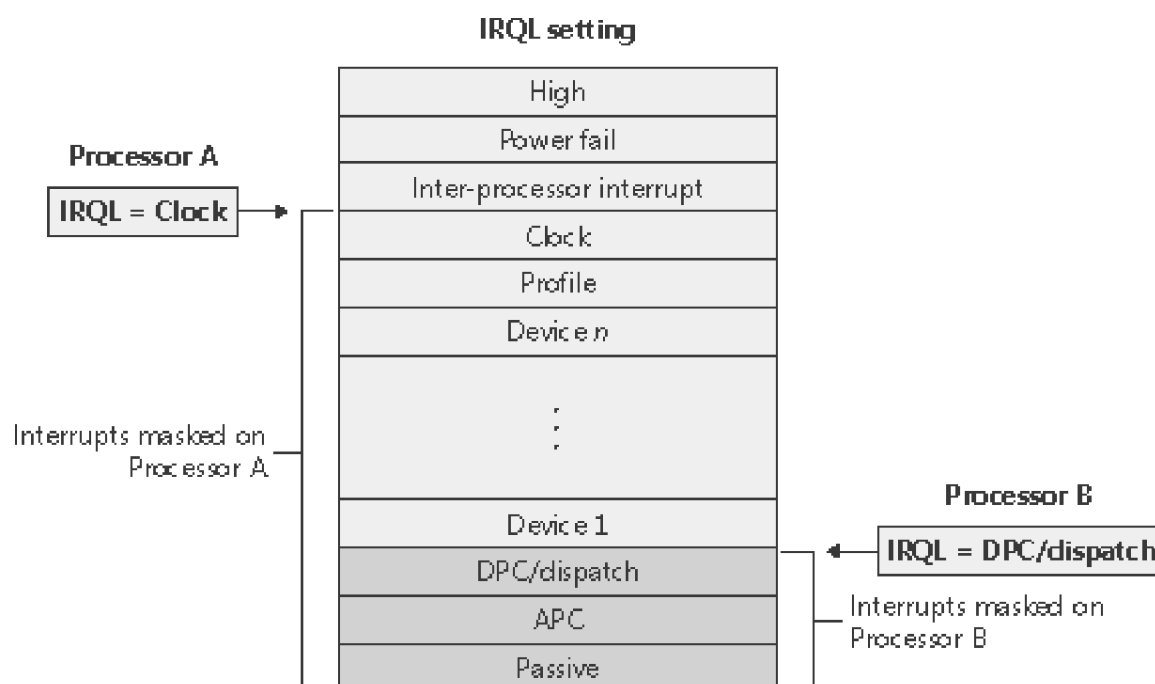 IRQL setting
High
Power fail
Processor A
Inter-processor interrupt
IRQL = Clock
Clock
Profile
Device n
Interrupts masked on
Processor A
Processor B
Device 1
IRQL = DPC/dispatch
DPC/dispatch
APC
Interrupts masked on
Processor B
Passive